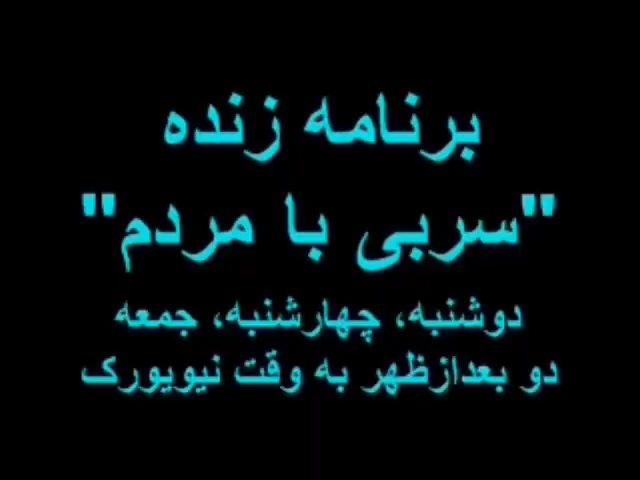 برنامه زنده
"سربی با مردم"
دوشنبه، چهارشنبه، جمعه
دو بعدازظهر به وقت نیویورک